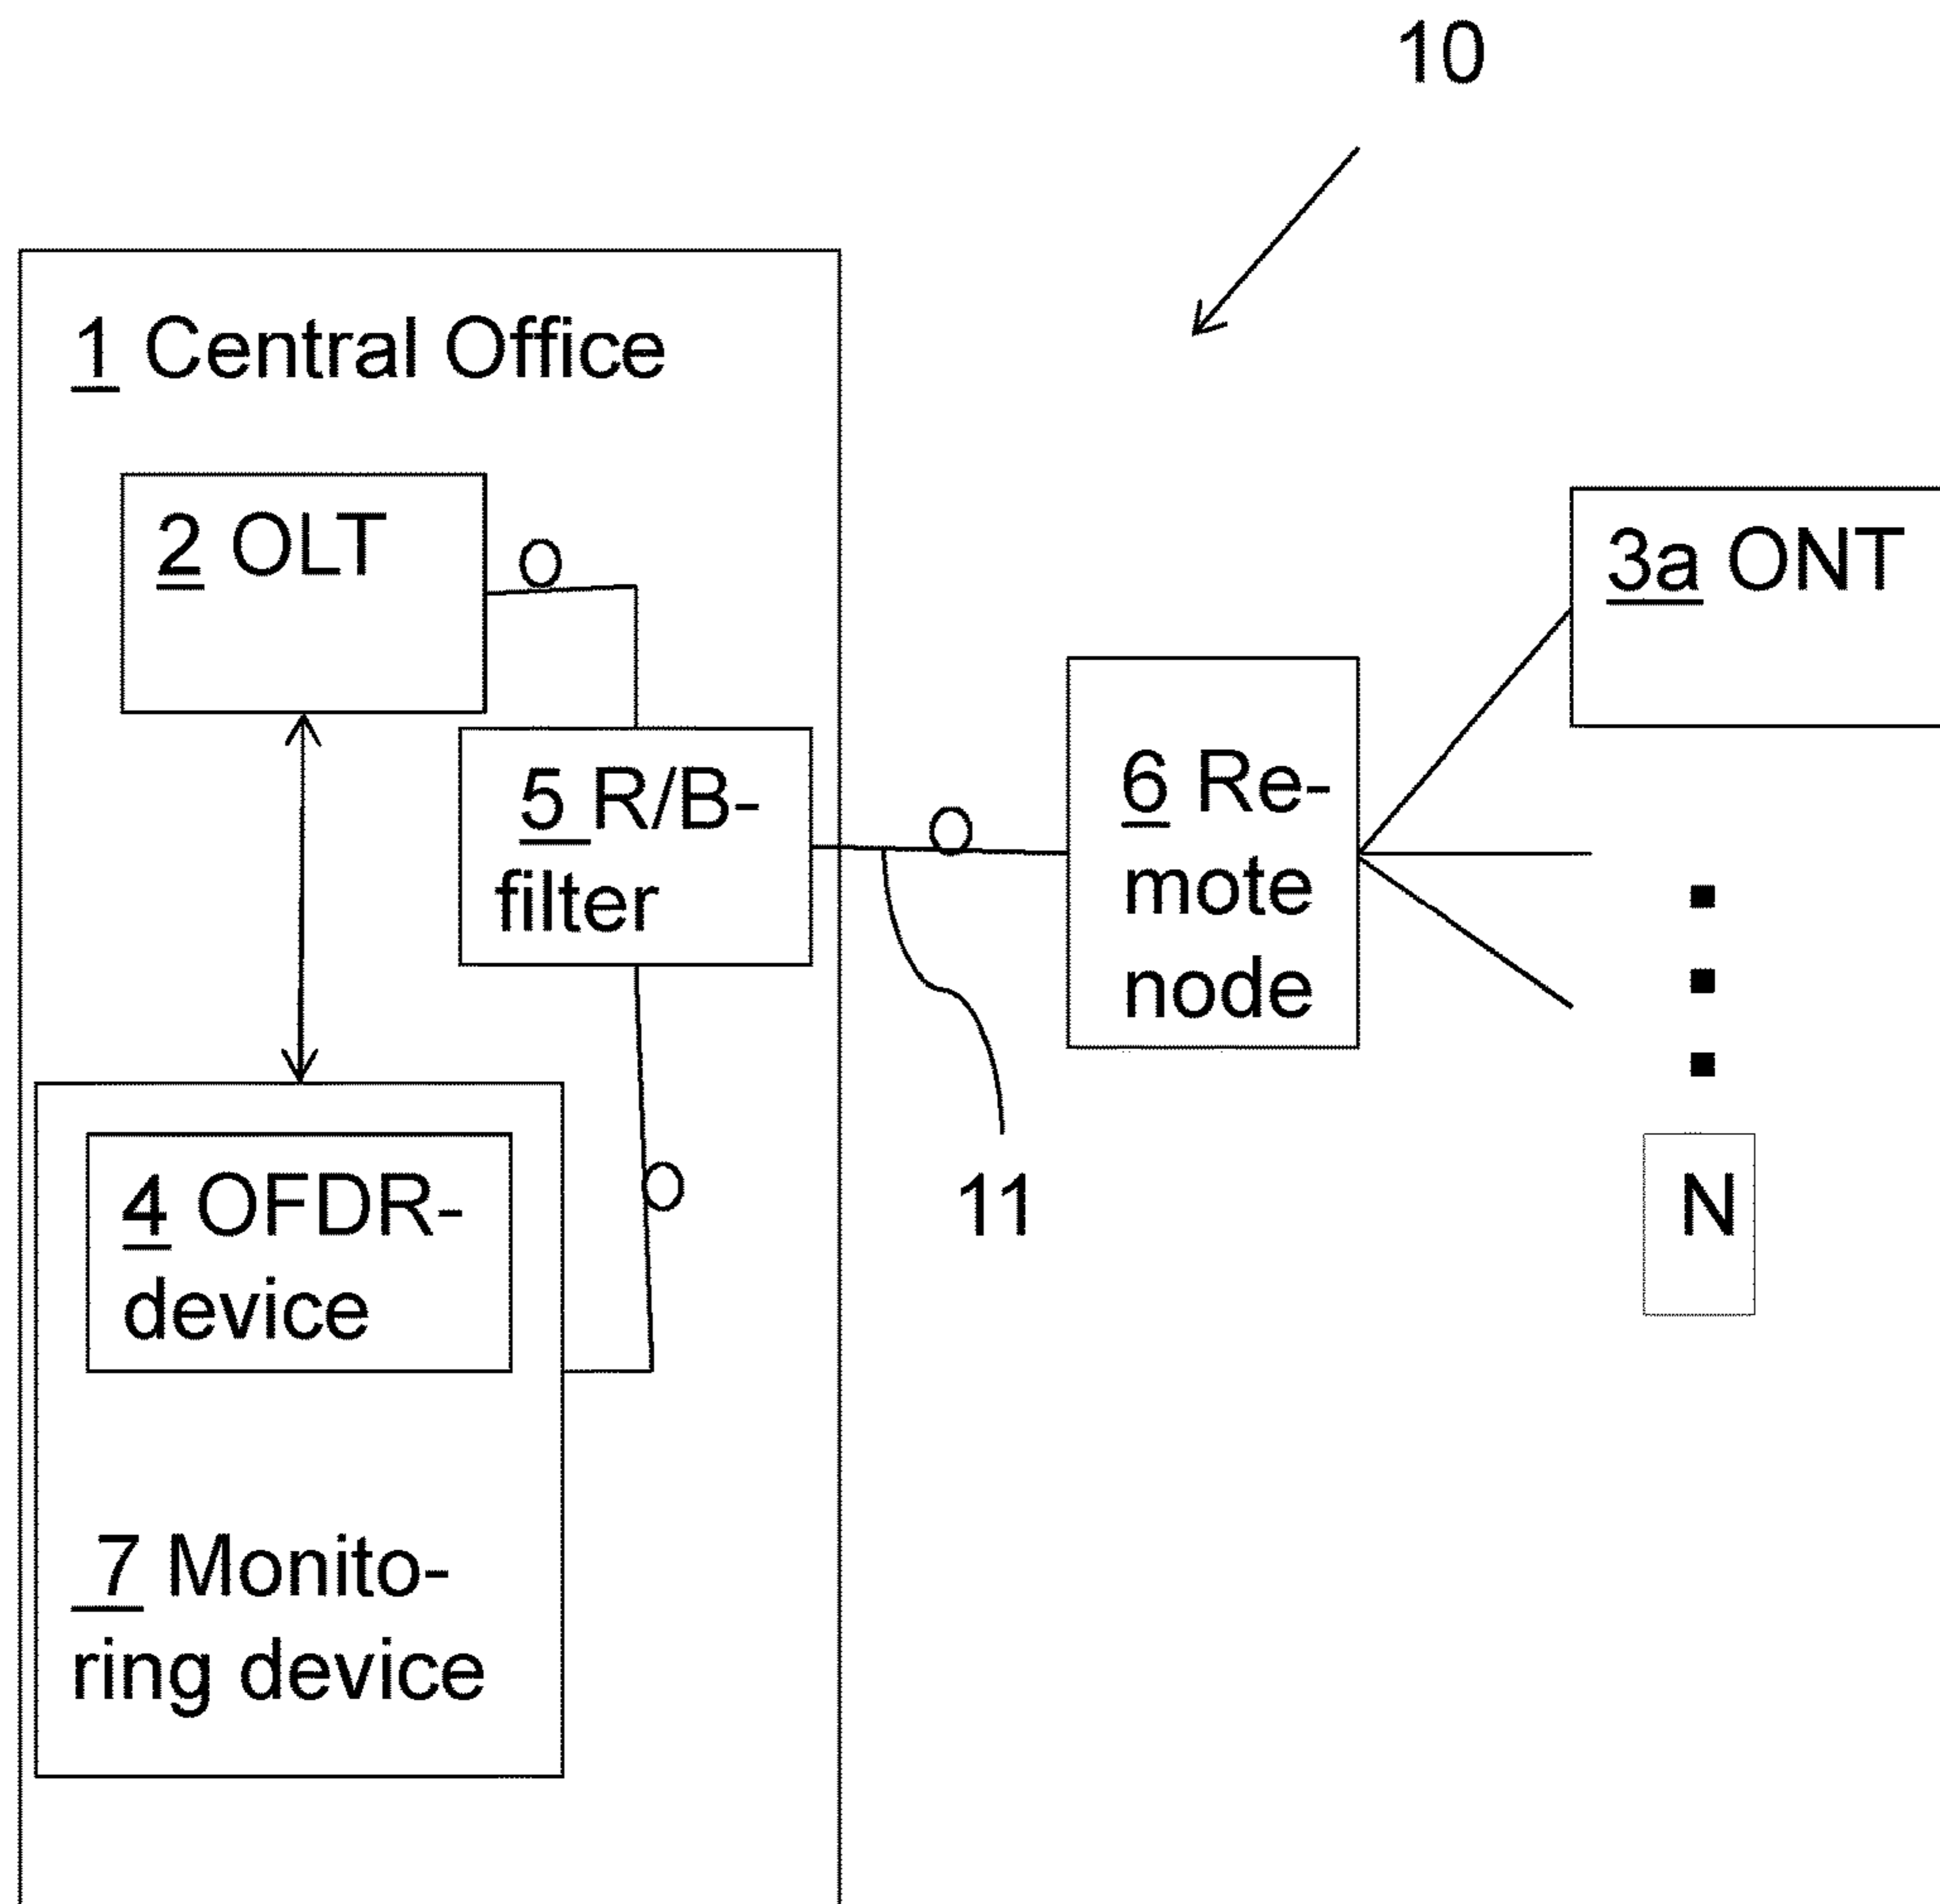 10
1 Central Office
2 OLT
3a ONT
5 R/B-
filter
6 Re-
mote
node
4 OFDR-
device
11
N
7 Monito-
ring device